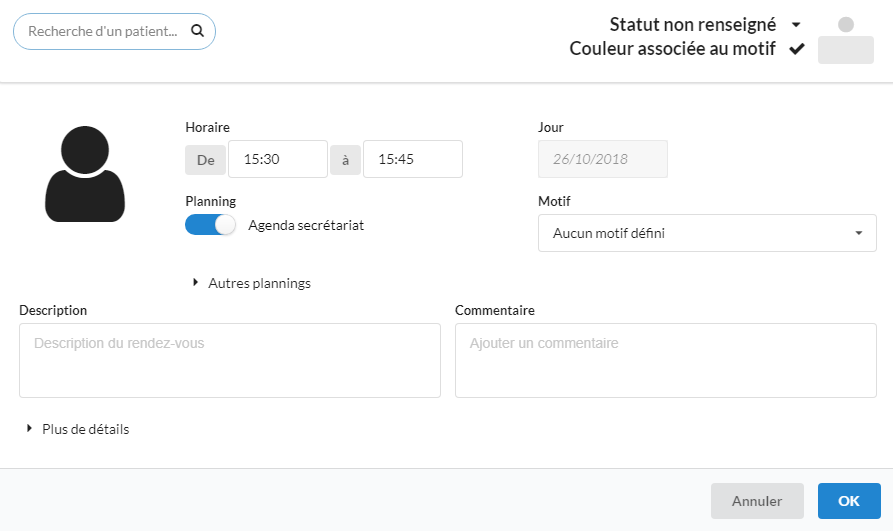 Recherche d'un patient...
Statut non renseigné
Couleur associée au motif
Horaire
De 15:30 à 15:45
Jour
26/10/2018
Planning
Agenda secrétariat
Motif
Aucun motif défini
Autres plannings
Description
Description du rendez-vous
Commentaire
Ajouter un commentaire
Plus de détails
Annuler
OK